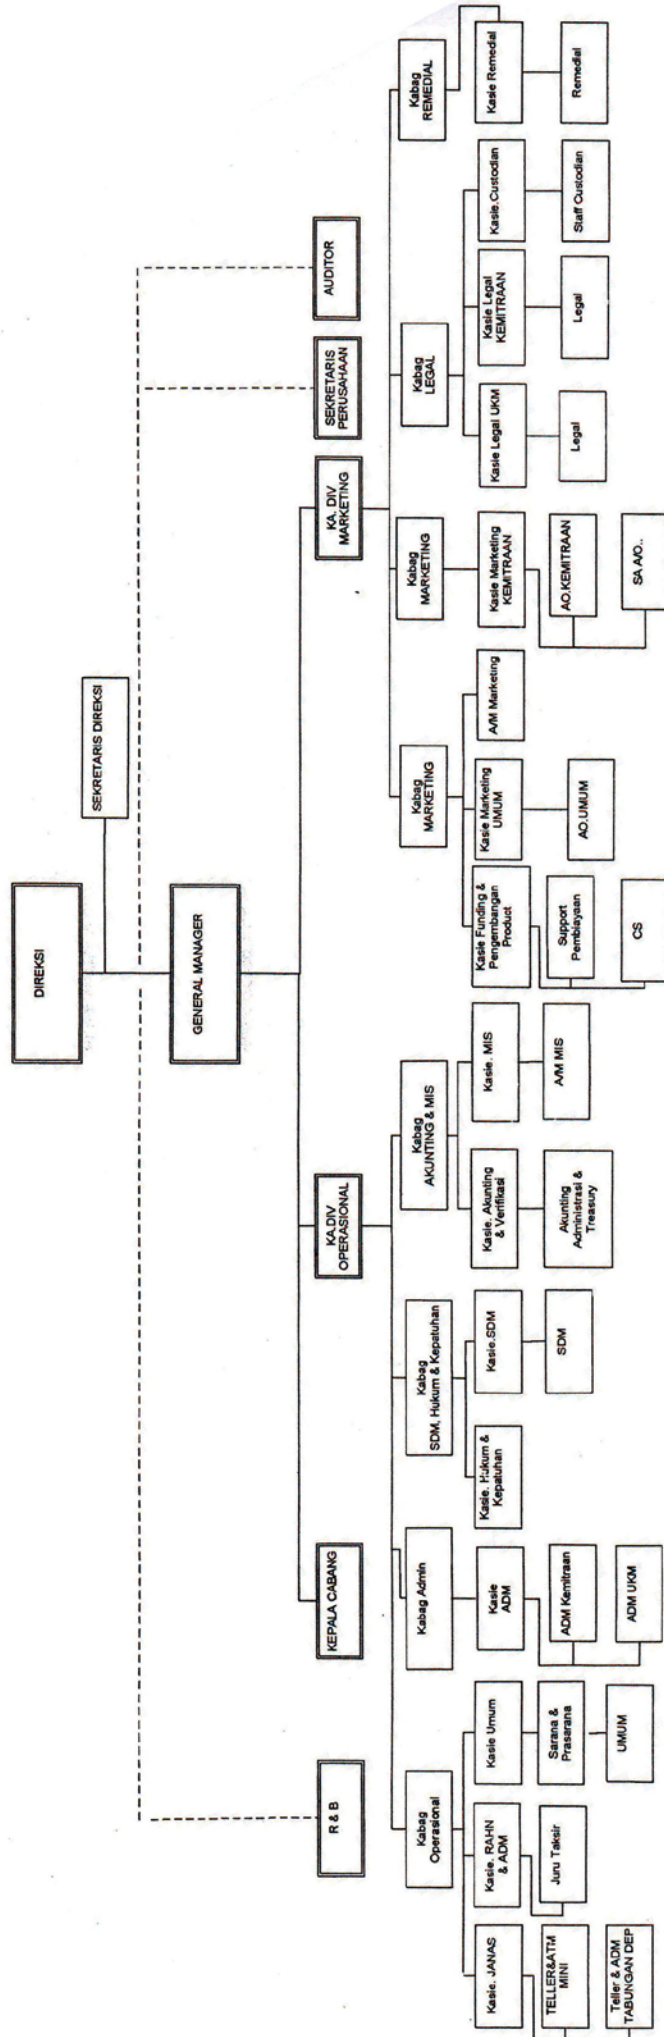 DIREKSI
SEKRETARIS DIREKSI
GENERAL MANAGER
R & B
KEPALA CABANG
KA.DIV
OPERASIONAL
KA. DIV
MARKETING
SEKRETARIS
PERUSAHAAN
AUDITOR
Kabag
Operasional
Kabag Admin
Kabag
SDM, Hukum & Kepatuhan
Kabag
AKUNTING & MIS
Kabag
MARKETING
Kabag
MARKETING
Kabag
LEGAL
Kabag
REMEDIAL
Kasie. JANAS
Kasie. RAHN
& ADM
Kasie Umum
Kasie
ADM
Kasie. Hukum &
Kepatuhan
Kasie.SDM
Kasie. Akunting
& Verifikasi
Kasie. MIS
Kasie Funding &
Pengembangan
Product
Kasie Marketing
UMUM
A/M Marketing
Kasie Marketing
KEMITRAAN
Kasie Legal UKM
Kasie Legal
KEMITRAAN
Kasie.Custodian
Kasie Remedial
TELLER&ATM
MINI
Juru Taksir
Sarana &
Prasarana
ADM Kemitraan
SDM
Akunting
Administrasi &
Treasury
A/M MIS
Support
Pembiayaan
AO.UMUM
AO.KEMITRAAN
Legal
Legal
Staff Custodian
Remedial
Teller & ADM
TABUNGAN DEP
UMUM
ADM UKM
CS
SA A/O..